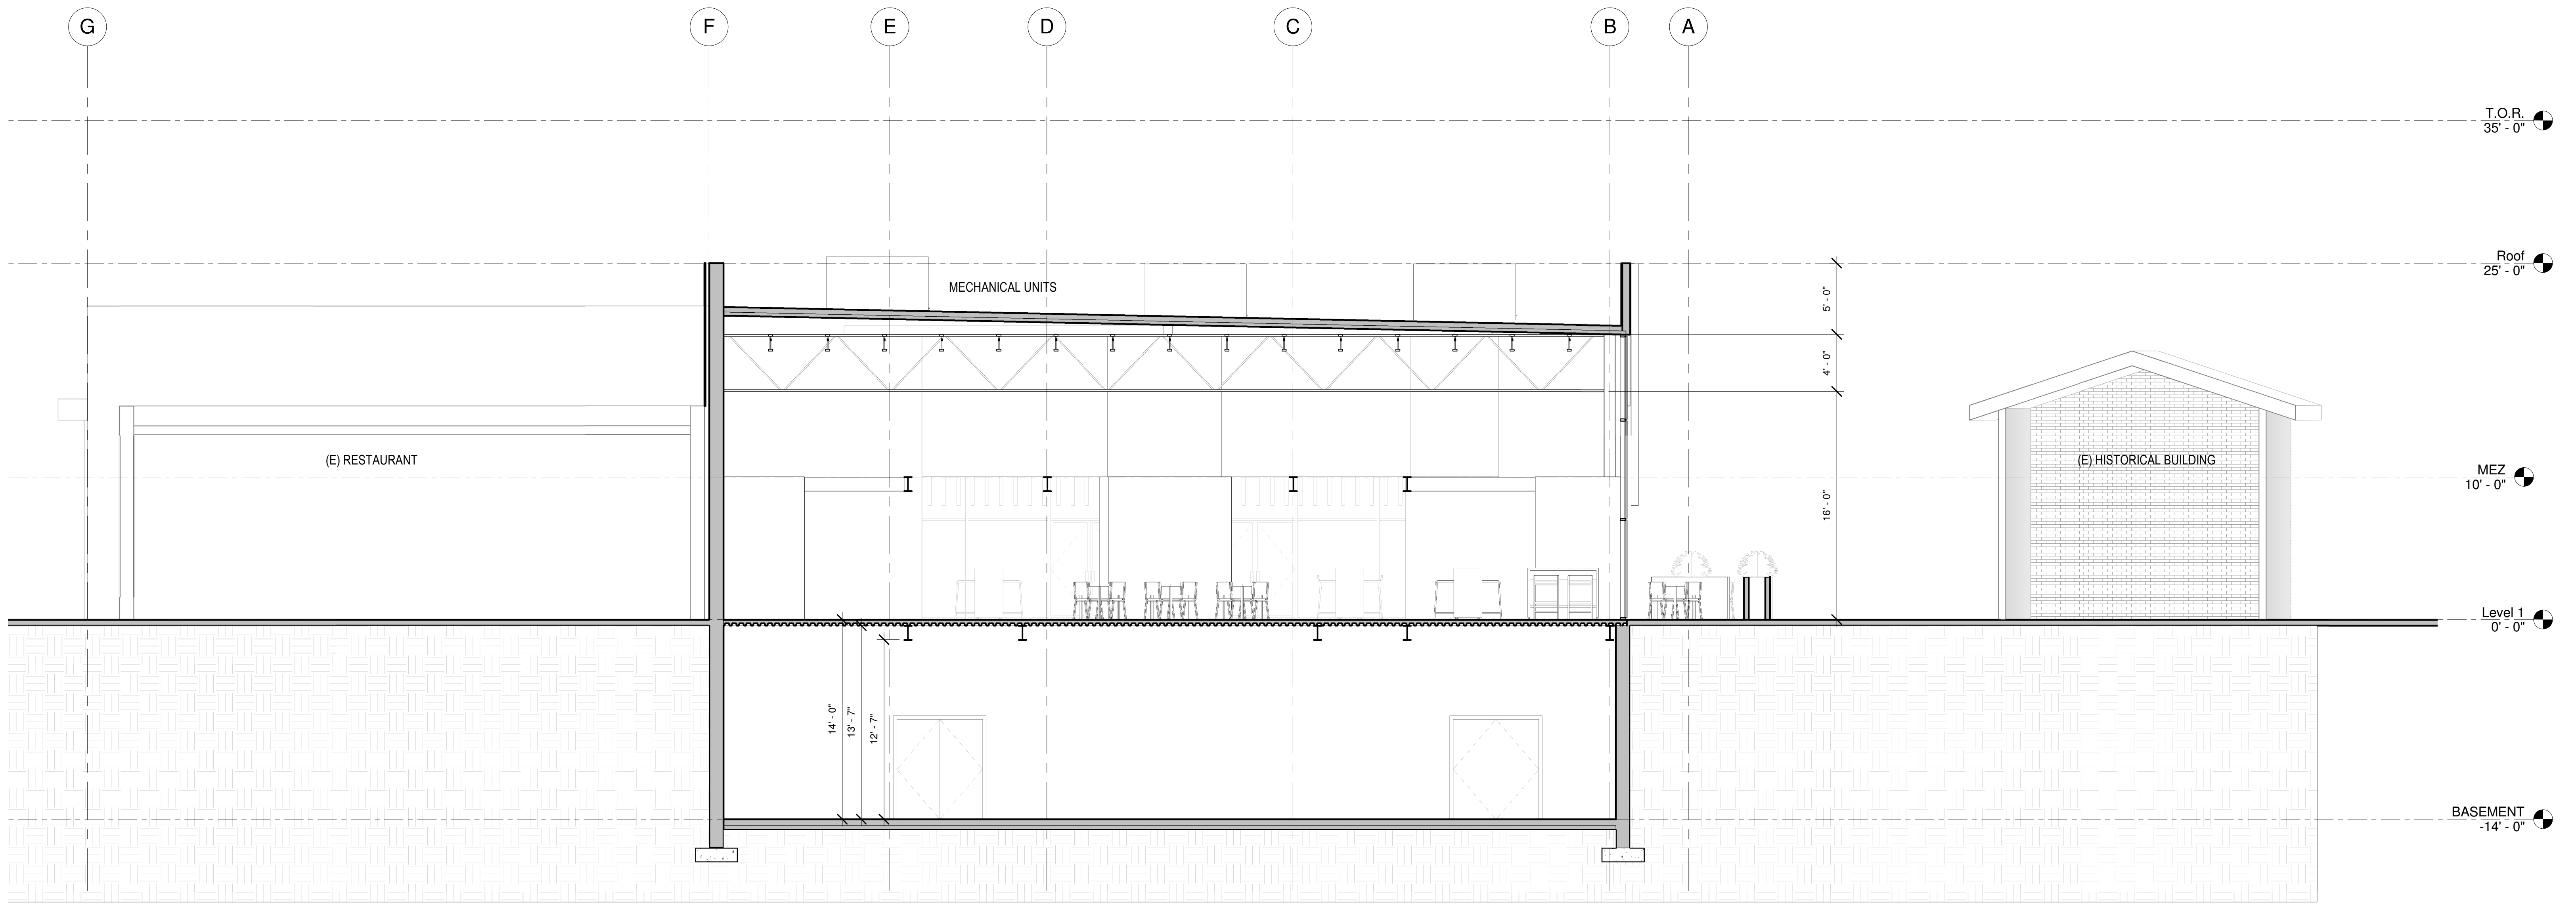 G
F
E
D
C
B
A
T.O.R.
35' - 0"
Roof
25' - 0"
MECHANICAL UNITS
5' - 0"
4' - 0"
(E) RESTAURANT
(E) HISTORICAL BUILDING
MEZ
10' - 0"
16' - 0"
Level 1
0' - 0"
14' - 0"
13' - 7"
12' - 7"
BASEMENT
-14' - 0"